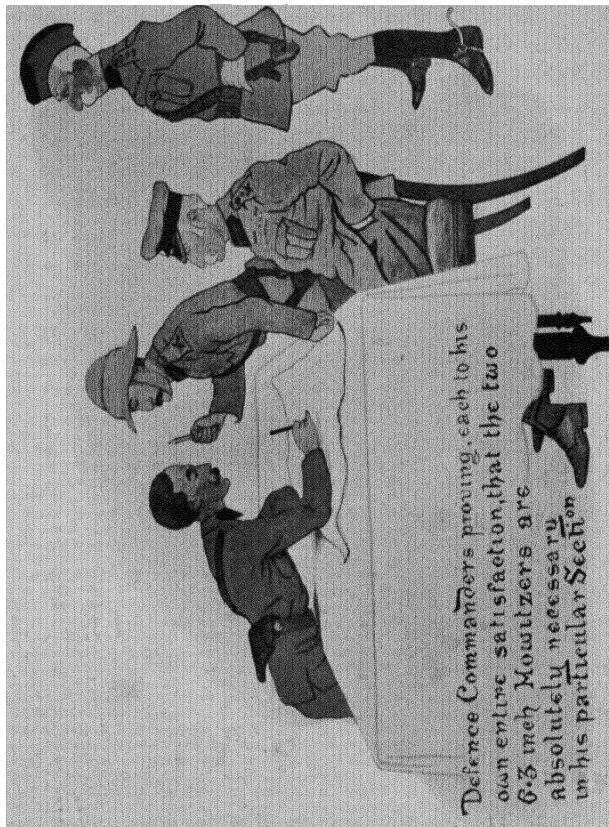 Defence Commanders proving, each to his
own entire satisfaction, that the two
6·3 inch Howitzers are
absolutely necessary
in his particular Sectn on